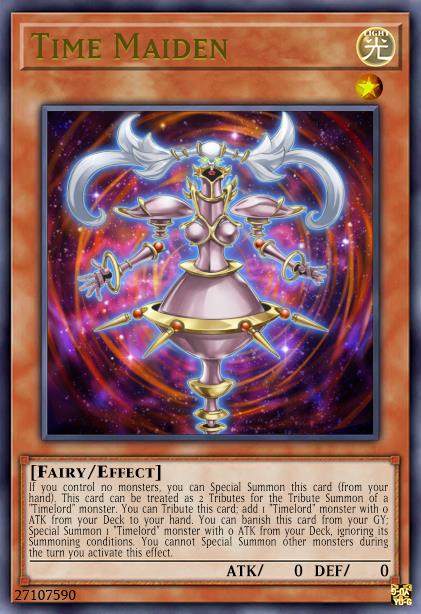 Time Maiden
LIGHT
光
[Fairy/Effect]
If you control no monsters, you can Special Summon this card (from your
hand). This card can be treated as 2 Tributes for the Tribute Summon of a
"Timelord" monster. You can Tribute this card; add 1 "Timelord" monster with 0
ATK from your Deck to your hand. You can banish this card from your GY;
Special Summon 1 "Timelord" monster with 0 ATK from your Deck, ignoring its
Summoning conditions. You cannot Special Summon other monsters during
the turn you activate this effect.
ATK/ 0 DEF/ 0
27107590